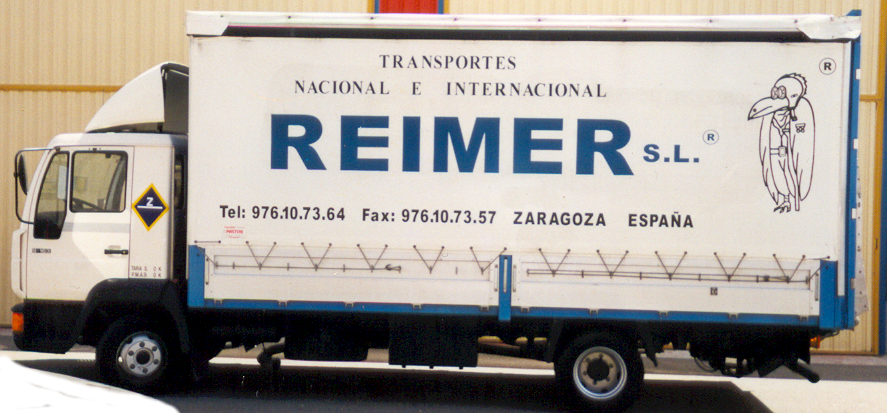 TRANSPORTES
NACIONAL E INTERNACIONAL
REIMER S.L. ®
®
Tel: 976.10.73.64 Fax: 976.10.73.57 ZARAGOZA ESPAÑA
Z